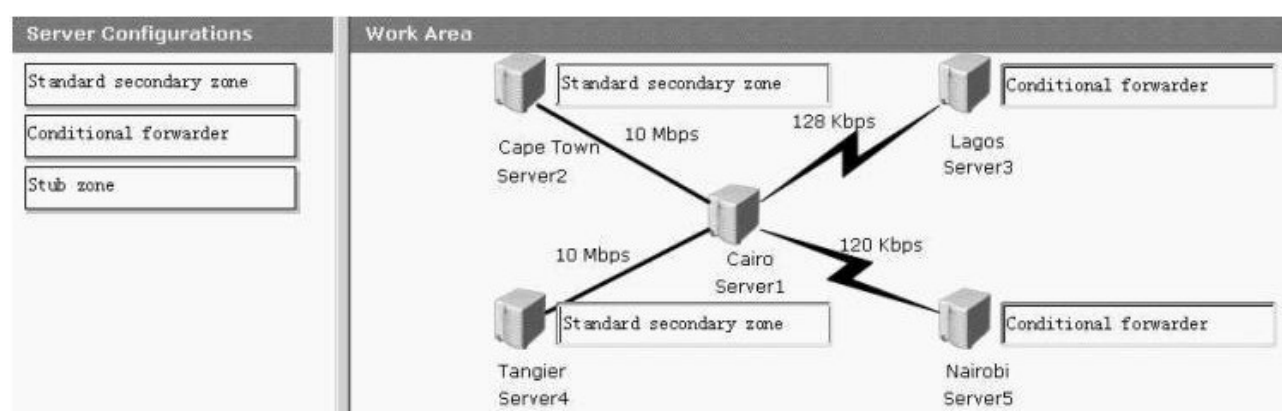 Server Configurations
Standard secondary zone
Conditional forwarder
Stub zone
Work Area
Standard secondary zone
Cape Town
Server2
10 Mbps
128 Kbps
Conditional forwarder
Lagos
Server3
10 Mbps
Cairo
Server1
120 Kbps
Standard secondary zone
Tangier
Server4
Conditional forwarder
Nairobi
Server5